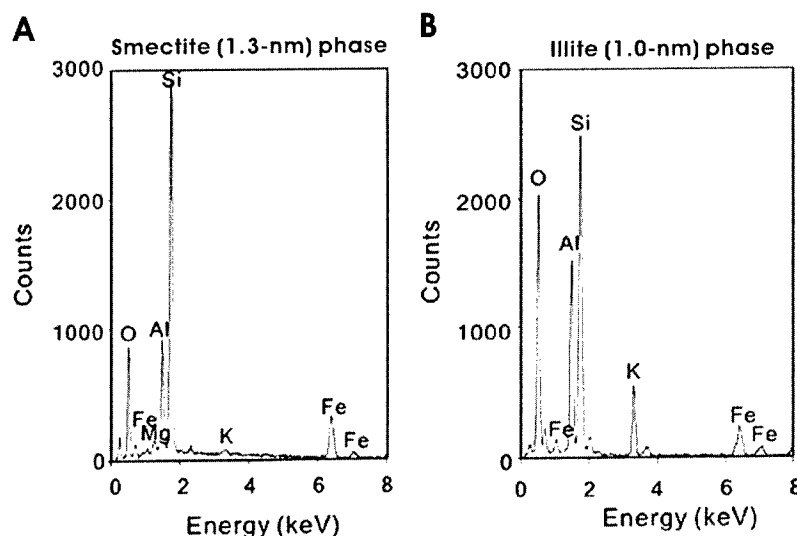 A
Smectite (1.3-nm) phase
3000
2000
1000
0
Counts
Si
O
Al
Fe
Mg
K
Fe
Fe
0
2
4
6
8
Energy (keV)
B
Illite (1.0-nm) phase
3000
2000
1000
0
Counts
Si
O
Al
Fe
K
Fe
Fe
0
2
4
6
8
Energy (keV)